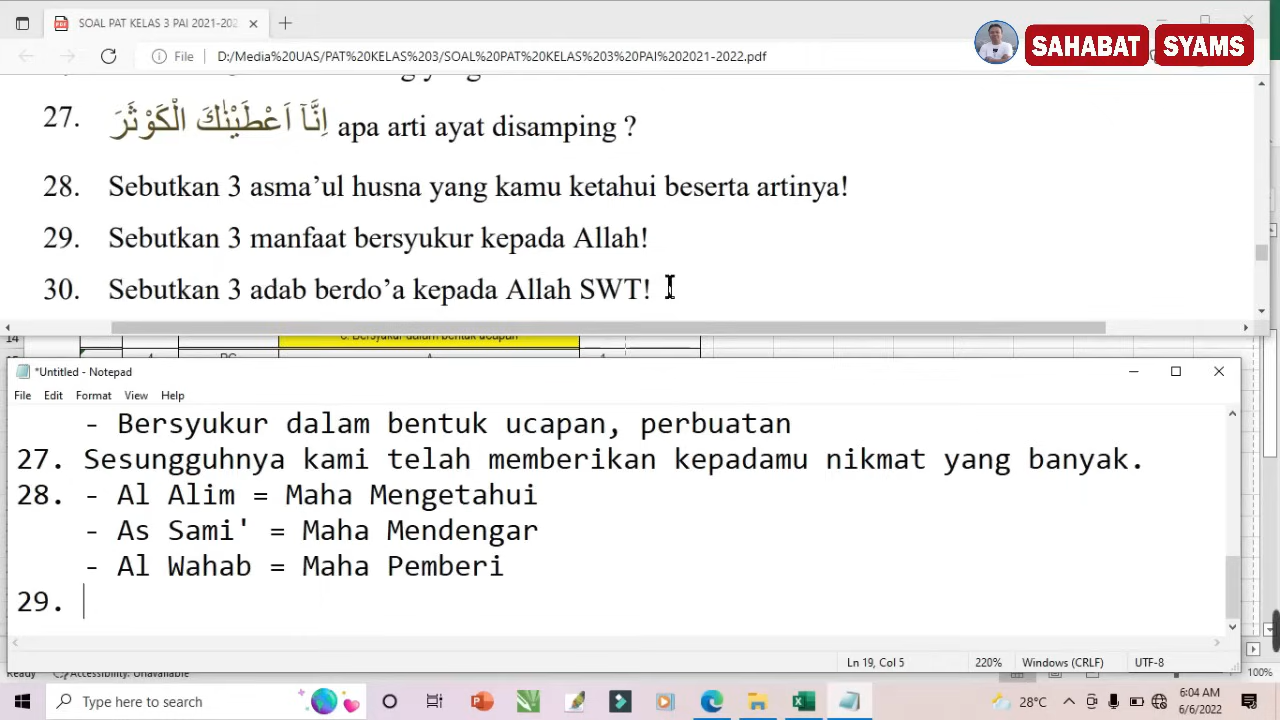 SOAL PAT KELAS 3 PAI 2021-202
SAHABAT SYAMS
File D:/Media%20LAS/PAT%20KELAS%203/SOAL%20PAT%20KELAS%203%20PAI%202021-2022.pdf
27. اِنَّآ اَعْطَيْنٰكَ الْكَوْثَرَ apa arti ayat disamping ?
28. Sebutkan 3 asma’ul husna yang kamu ketahui beserta artinya!
29. Sebutkan 3 manfaat bersyukur kepada Allah!
30. Sebutkan 3 adab berdo’a kepada Allah SWT!
14
*Untitled - Notepad
File Edit Format View Help
- Bersyukur dalam bentuk ucapan, perbuatan
27. Sesungguhnya kami telah memberikan kepadamu nikmat yang banyak.
28. - Al Alim = Maha Mengetahui
- As Sami' = Maha Mendengar
- Al Wahab = Maha Pemberi
29.
Ln 19, Col 5 220% Windows (CRLF) UTF-8
100%
Type here to search
28°C
6:04 AM
6/6/2022